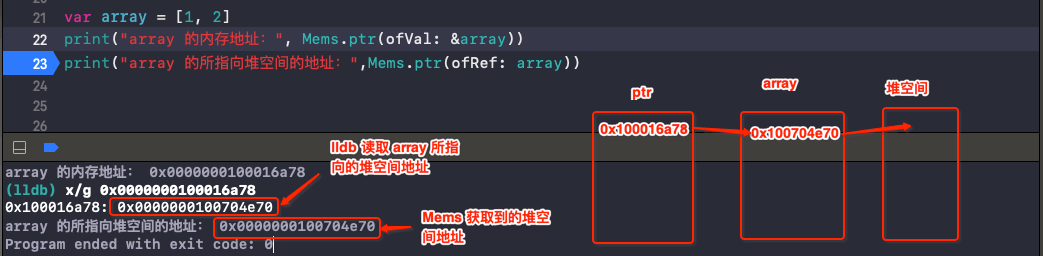 20
21 var array = [1, 2]
22 print("array 的内存地址：", Mems.ptr(ofVal: &array))
23 print("array 的所指向堆空间的地址：",Mems.ptr(ofRef: array))
24
25
26
ptr
array
堆空间
0x100016a78
0x100704e70
lldb 读取 array 所指
向的堆空间地址
array 的内存地址： 0x0000000100016a78
(lldb) x/g 0x0000000100016a78
0x100016a78: 0x0000000100704e70
array 的所指向堆空间的地址： 0x0000000100704e70
Program ended with exit code: 0
Mems 获取到的堆空
间地址